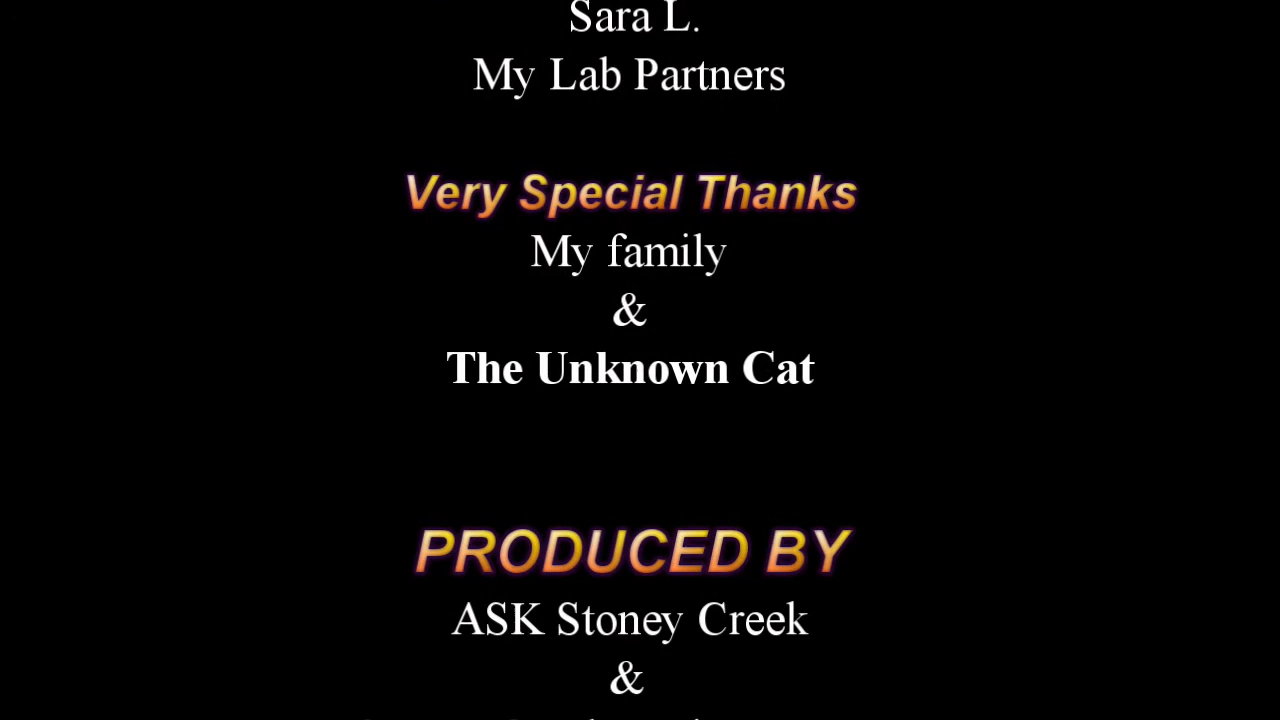 Sara L.
My Lab Partners
Very Special Thanks
My family
&
The Unknown Cat
PRODUCED BY
ASK Stoney Creek
&